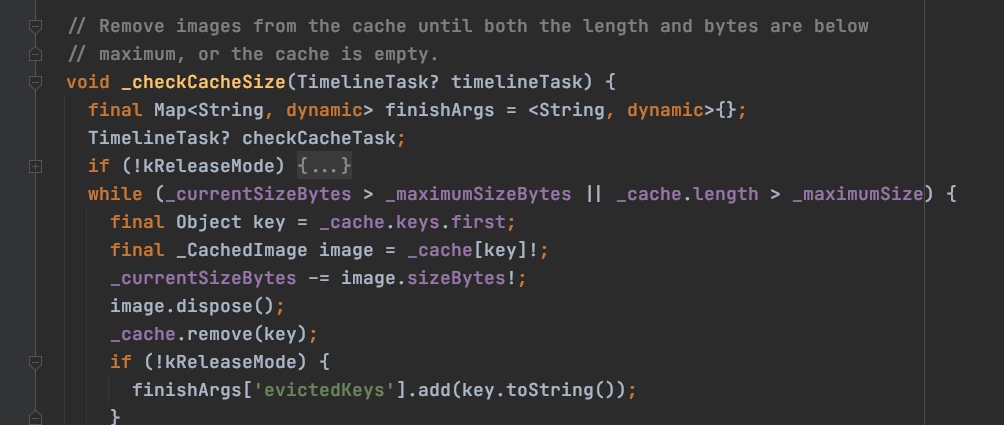 // Remove images from the cache until both the length and bytes are below
// maximum, or the cache is empty.
void _checkCacheSize(TimelineTask? timelineTask) {
  final Map<String, dynamic> finishArgs = <String, dynamic>{};
  TimelineTask? checkCacheTask;
  if (!kReleaseMode) {...}
  while (_currentSizeBytes > _maximumSizeBytes || _cache.length > _maximumSize) {
    final Object key = _cache.keys.first;
    final _CachedImage image = _cache[key]!;
    _currentSizeBytes -= image.sizeBytes!;
    image.dispose();
    _cache.remove(key);
    if (!kReleaseMode) {
      finishArgs['evictedKeys'].add(key.toString());
    }